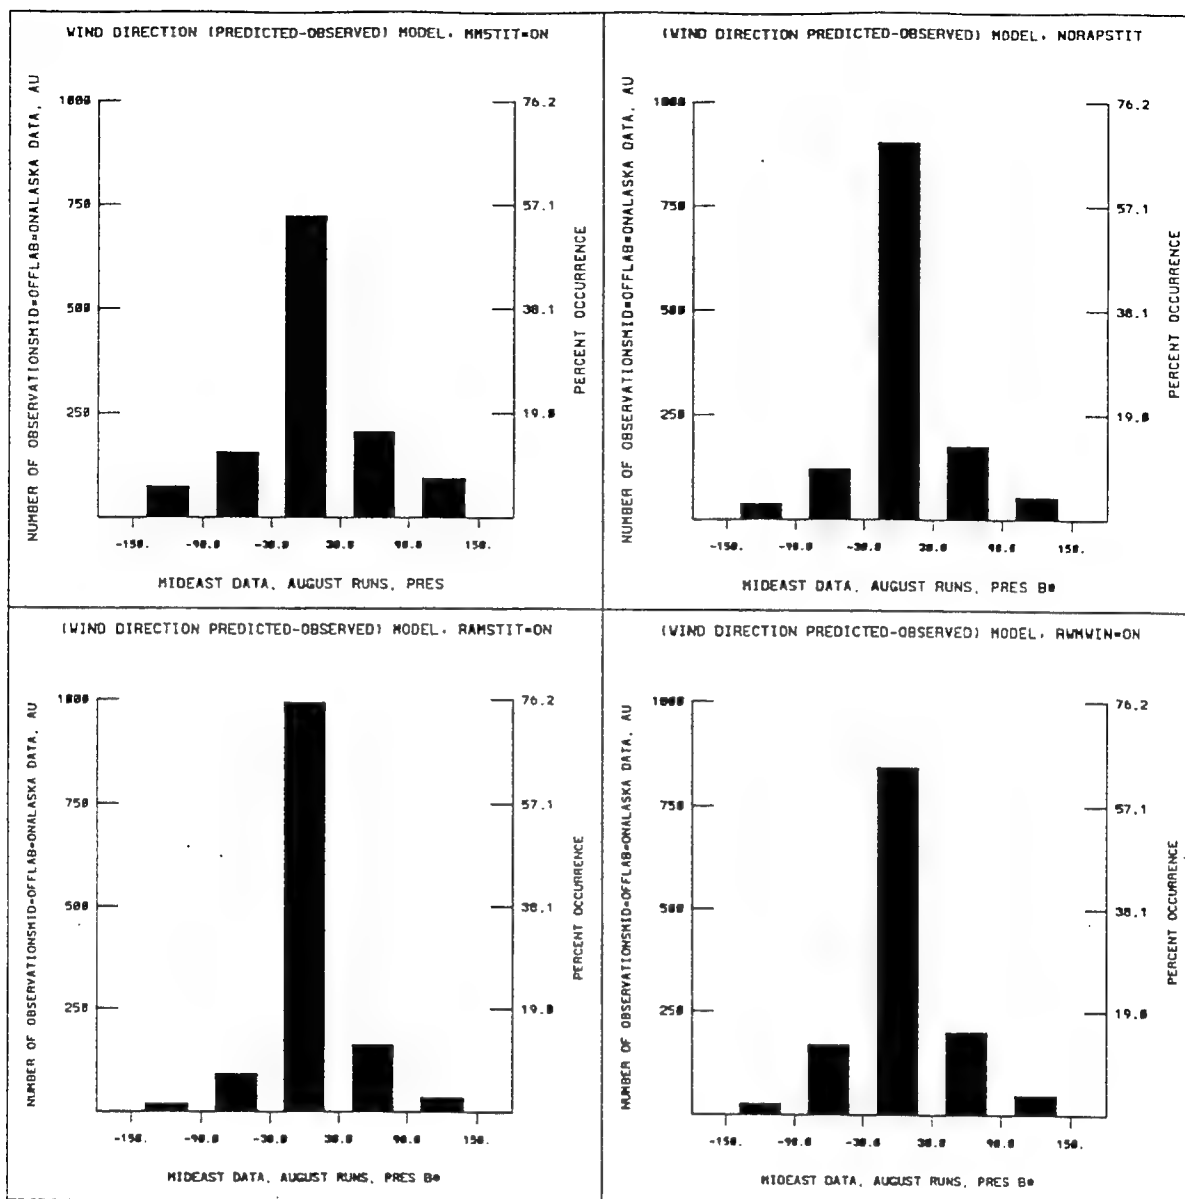 WIND DIRECTION (PREDICTED-OBSERVED) MODEL, MM5TIT=ON
NUMBER OF OBSERVATIONSMID=OFFLAB=ONALASKA DATA, AU
1000
750
500
250
76.2
57.1
38.1
19.0
PERCENT OCCURRENCE
-150. -90.0 -30.0 30.0 90.0 150.
MIDEAST DATA, AUGUST RUNS, PRES
(WIND DIRECTION PREDICTED-OBSERVED) MODEL, NORAPSTIT
NUMBER OF OBSERVATIONSMID=OFFLAB=ONALASKA DATA, AU
1000
750
500
250
76.2
57.1
38.1
19.0
PERCENT OCCURRENCE
-150. -90.0 -30.0 30.0 90.0 150.
MIDEAST DATA, AUGUST RUNS, PRES B*
(WIND DIRECTION PREDICTED-OBSERVED) MODEL, RAMSTIT=ON
NUMBER OF OBSERVATIONSMID=OFFLAB=ONALASKA DATA, AU
1000
750
500
250
76.2
57.1
38.1
19.0
PERCENT OCCURRENCE
-150. -90.0 -30.0 30.0 90.0 150.
MIDEAST DATA, AUGUST RUNS, PRES B*
(WIND DIRECTION PREDICTED-OBSERVED) MODEL, RWMWIN=ON
NUMBER OF OBSERVATIONSMID=OFFLAB=ONALASKA DATA, AU
1000
750
500
250
76.2
57.1
38.1
19.0
PERCENT OCCURRENCE
-150. -90.0 -30.0 30.0 90.0 150.
MIDEAST DATA, AUGUST RUNS, PRES B*